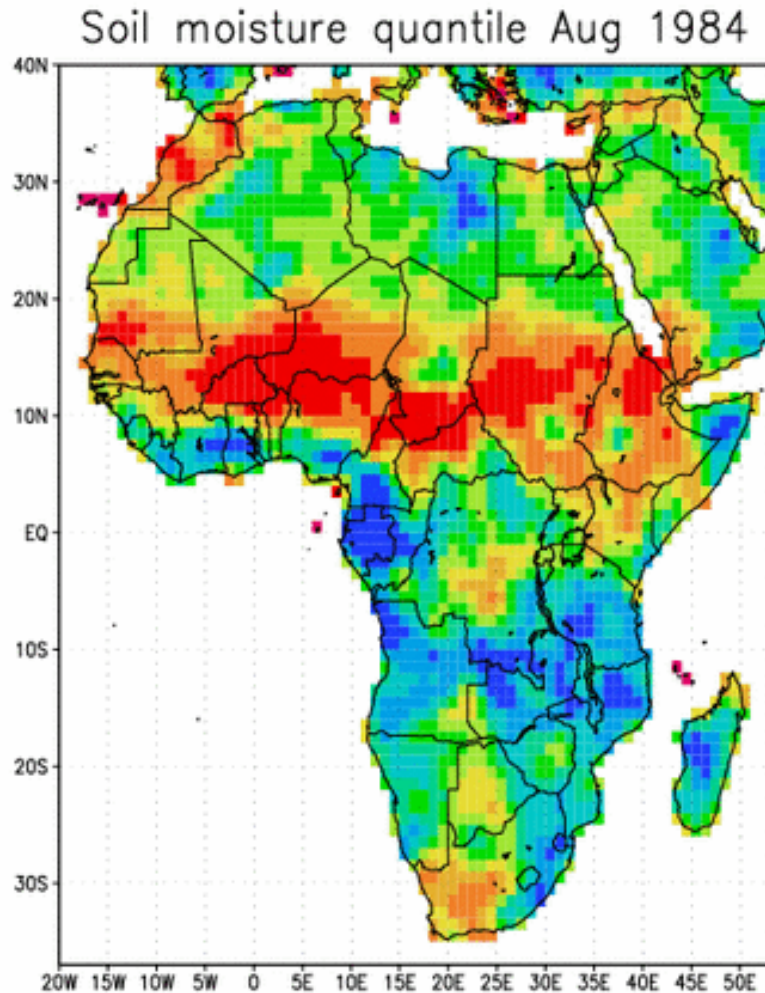 Soil moisture quantile Aug 1984
40N
30N
20N
10N
EQ
10S
20S
30S
20W 15W 10W 5W 0 5E 10E 15E 20E 25E 30E 35E 40E 45E 50E